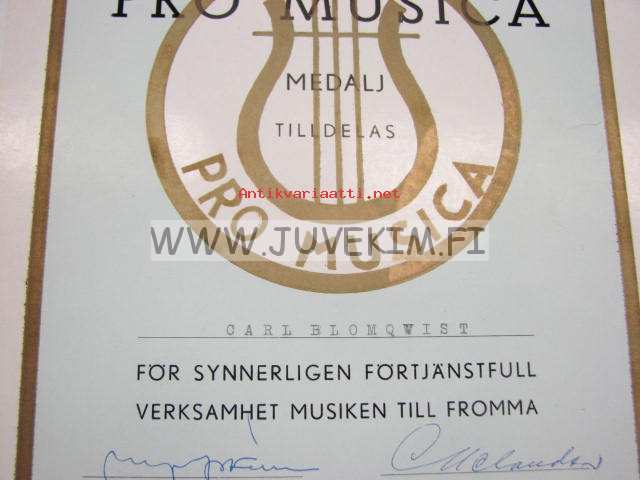 PRO MUSICA
MEDALJ
TILLDELAS
Antikvariaatti.net
PRO MUSICA
WWW.JUVEKIM.FI
CARL BLOMQWIST
FÖR SYNNERLIGEN FÖRTJÄNSTFULL
VERKSAMHET MUSIKEN TILL FROMMA